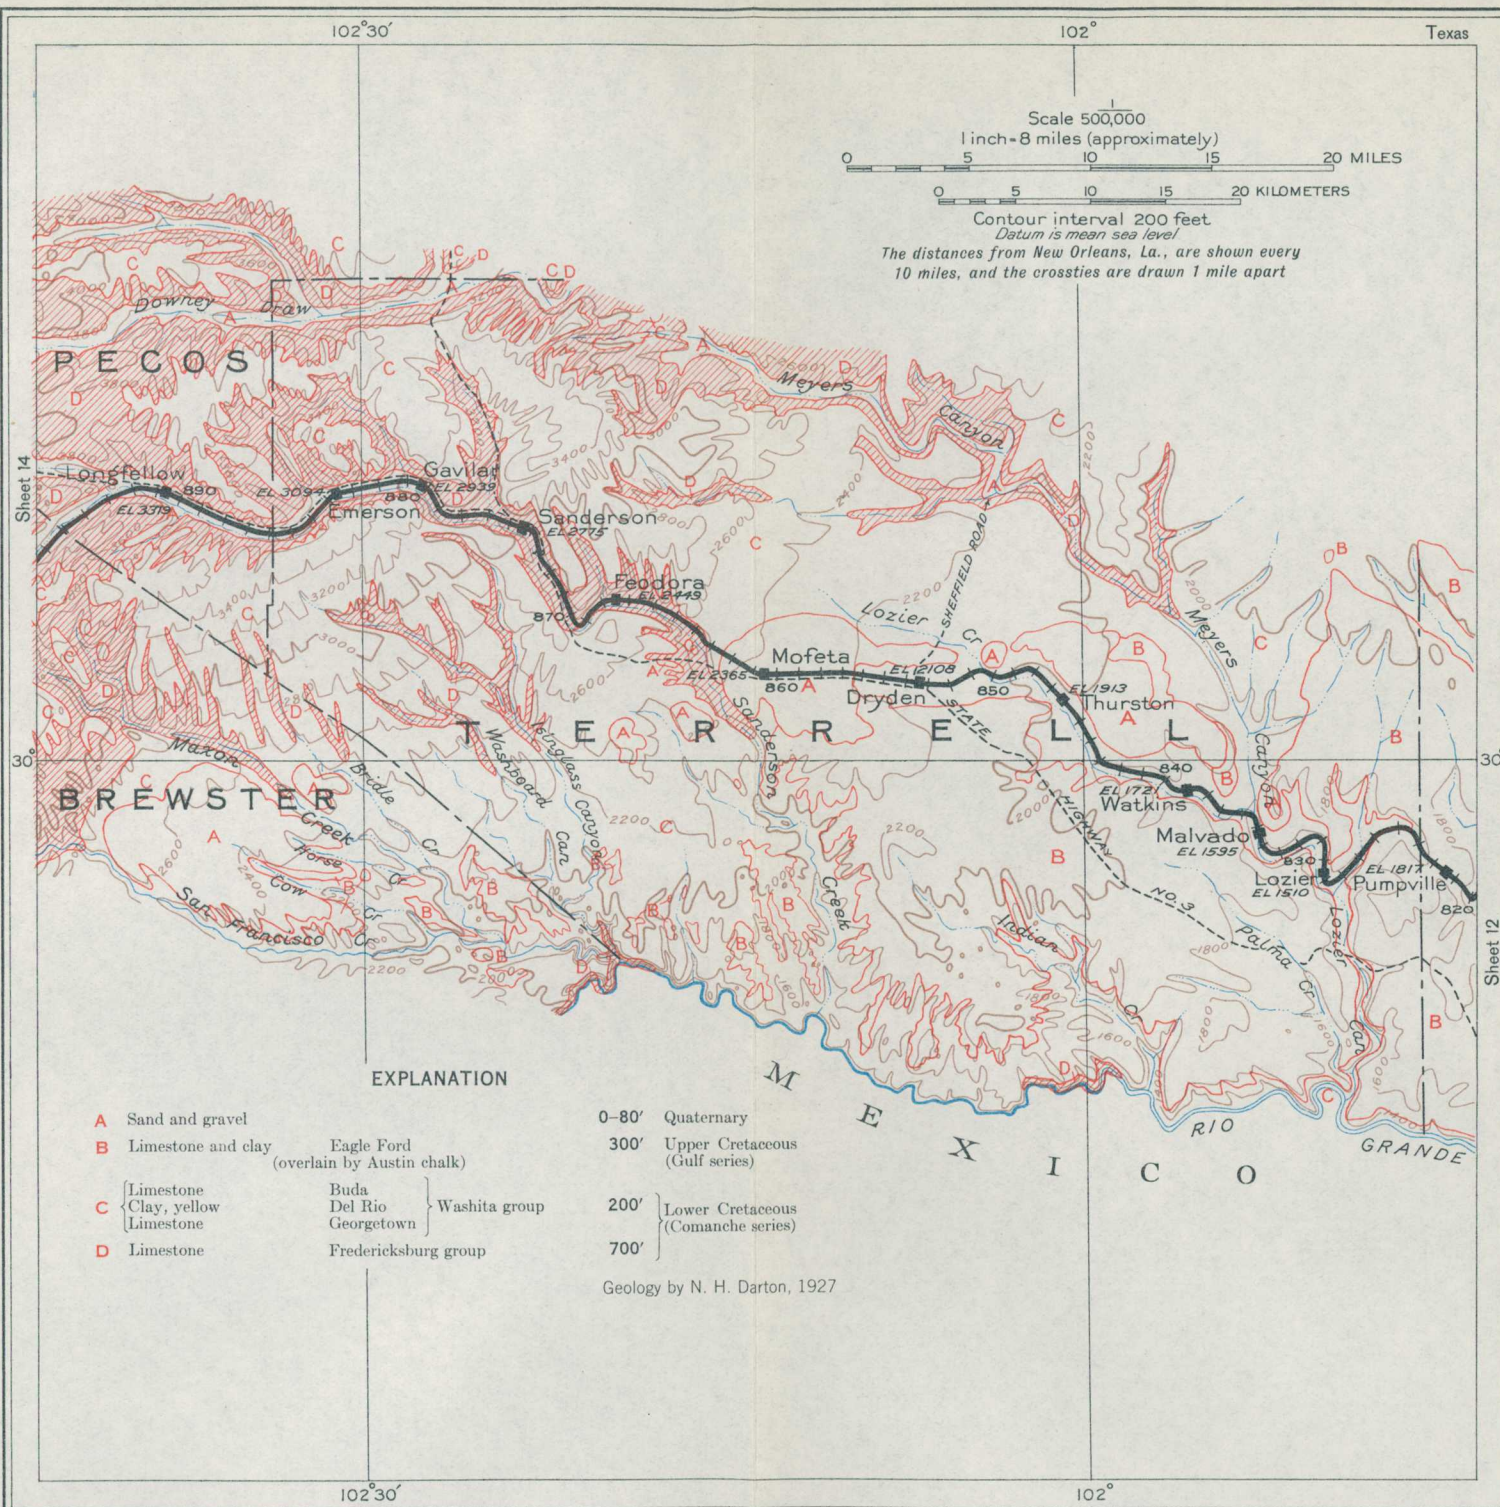 102°30′
102°
Texas
Scale 1/500,000
1 inch=8 miles (approximately)
0 5 10 15 20 MILES
0 5 10 15 20 KILOMETERS
Contour interval 200 feet
Datum is mean sea level
The distances from New Orleans, La., are shown every
10 miles, and the crossties are drawn 1 mile apart
Downey Draw
PECOS
Meyers
Canyon
Sheet 14
Longfellow
890
EL 3319
EL 3094
Emerson
880
Gavilan
EL 2939
Sanderson
EL 2775
Feodora
EL 2449
870
Mofeta
EL 2365
860
Lozier Cr
SHEFFIELD ROAD
EL 2108
Dryden
850
EL 1913
Thurston
Meyers
Canyon
TERRELL
STATE
HIGHWAY
NO. 3
30°
30°
Maxon
Creek
BREWSTER
Bridle
Cr
Washboard
Can
Isinglass Canyon
Sanderson
Creek
Horse
Cr
Cow
Cr
San Francisco Cr
840
EL 1721
Watkins
Malvado
EL 1595
830
Lozier
EL 1510
EL 1817
Pumpville
820
Sheet 12
Indian
Cr
Palma
Cr
Lozier
Can
MEXICO
RIO
GRANDE
EXPLANATION
A Sand and gravel 0–80′ Quaternary
B Limestone and clay Eagle Ford 300′ Upper Cretaceous
(overlain by Austin chalk) (Gulf series)
Limestone Buda
C Clay, yellow Del Rio Washita group 200′ Lower Cretaceous
Limestone Georgetown (Comanche series)
D Limestone Fredericksburg group 700′
Geology by N. H. Darton, 1927
102°30′
102°